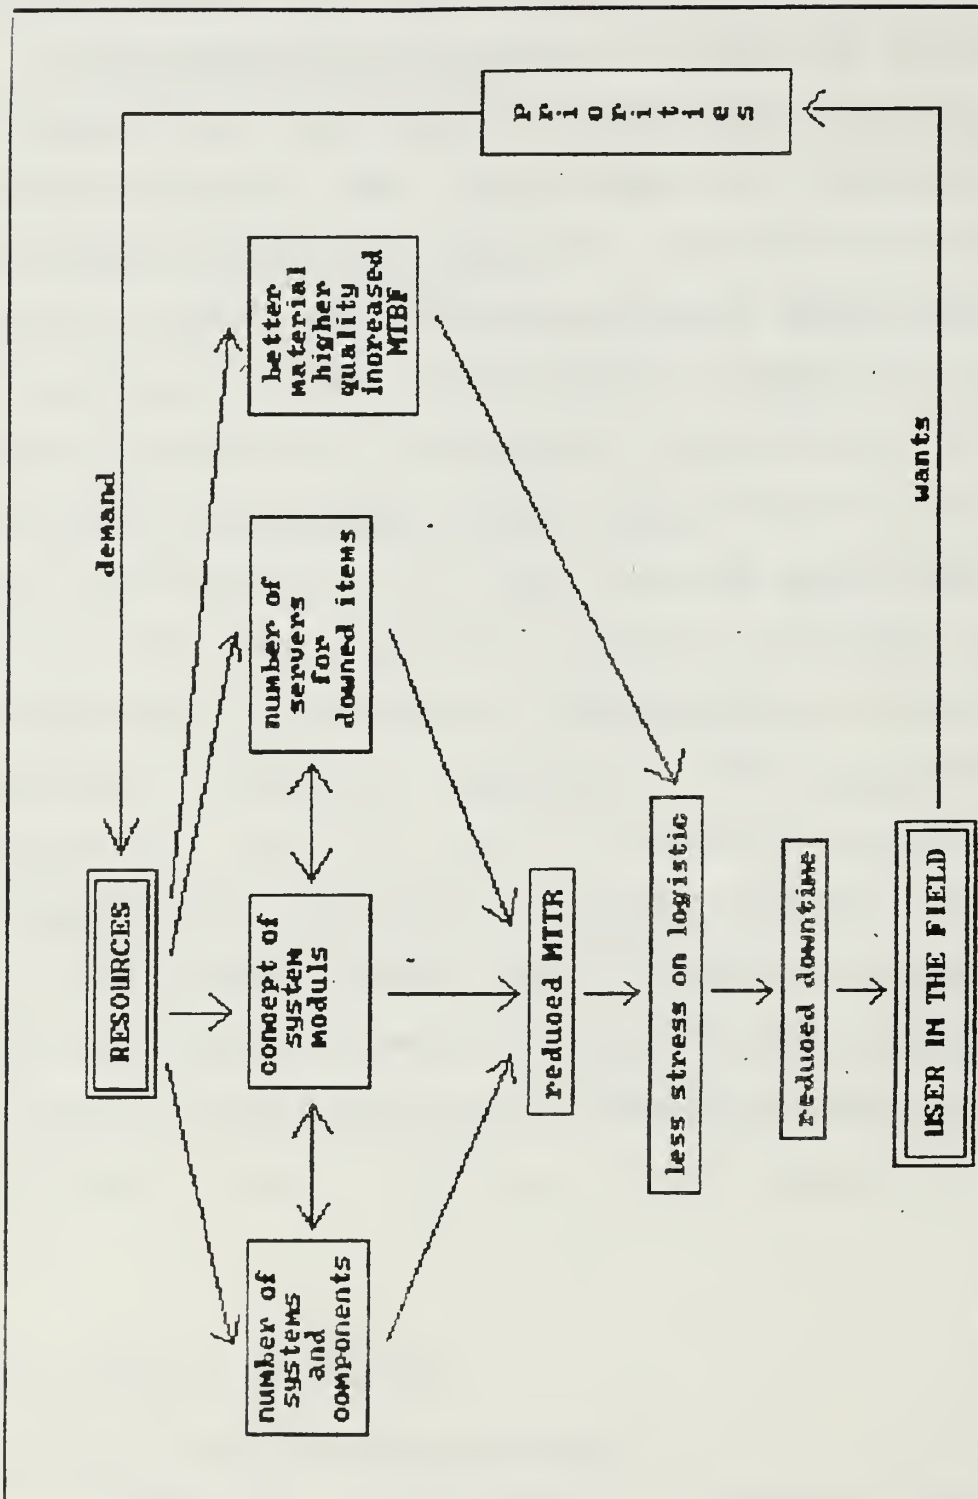 RESOURCES
demand
number of
systems
and
components
concept of
system
moduls
number of
servers
for
downed items
better
material
higher
quality
increased
MTBF
Priorities
reduced MTTR
less stress on logistic
reduced downtime
USER IN THE FIELD
wants